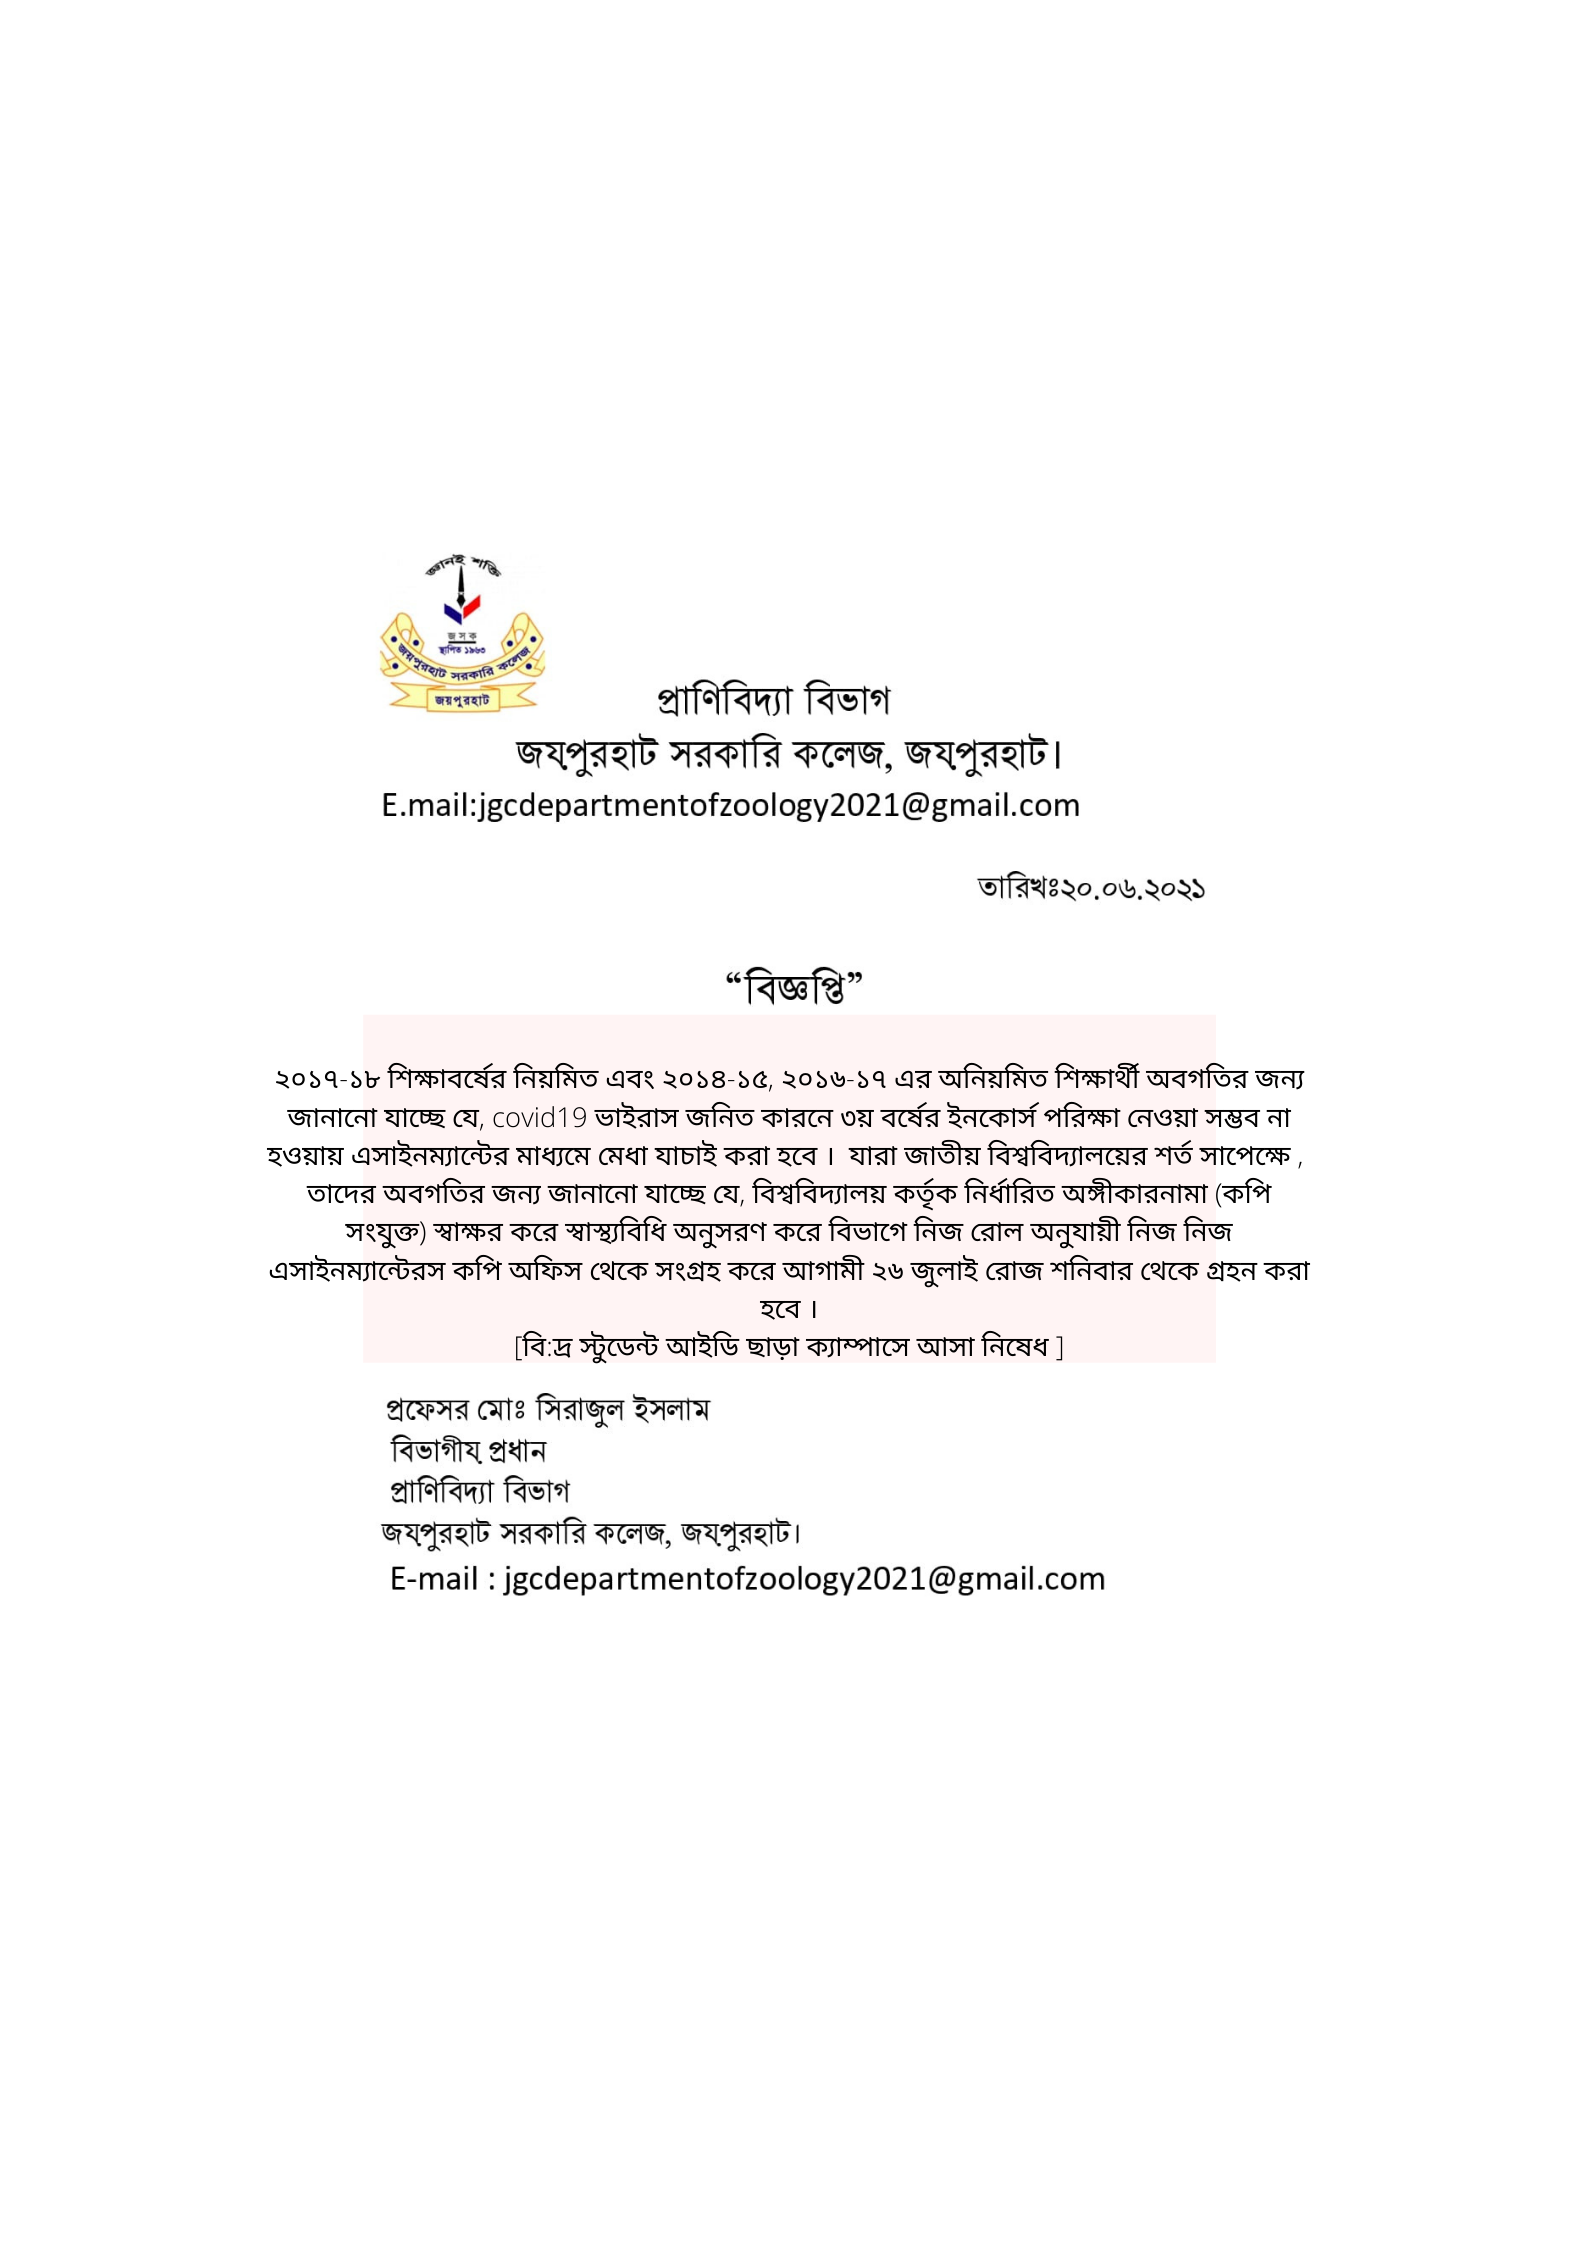 জ্ঞানই শক্তি
জ স ক
স্থাপিত ১৯৬৩
জয়পুরহাট সরকারি কলেজ
জয়পুরহাট
প্রাণিবিদ্যা বিভাগ
জয়পুরহাট সরকারি কলেজ, জয়পুরহাট।
E.mail:jgcdepartmentofzoology2021@gmail.com
তারিখঃ২০.০৬.২০২১
“বিজ্ঞপ্তি”
২০১৭-১৮ শিক্ষাবর্ষের নিয়মিত এবং ২০১৪-১৫, ২০১৬-১৭ এর অনিয়মিত শিক্ষার্থী অবগতির জন্য
জানানো যাচ্ছে যে, covid19 ভাইরাস জনিত কারনে ৩য় বর্ষের ইনকোর্স পরিক্ষা নেওয়া সম্ভব না
হওয়ায় এসাইনম্যান্টের মাধ্যমে মেধা যাচাই করা হবে । যারা জাতীয় বিশ্ববিদ্যালয়ের শর্ত সাপেক্ষে ,
তাদের অবগতির জন্য জানানো যাচ্ছে যে, বিশ্ববিদ্যালয় কর্তৃক নির্ধারিত অঙ্গীকারনামা (কপি
সংযুক্ত) স্বাক্ষর করে স্বাস্থ্যবিধি অনুসরণ করে বিভাগে নিজ রোল অনুযায়ী নিজ নিজ
এসাইনম্যান্টেরস কপি অফিস থেকে সংগ্রহ করে আগামী ২৬ জুলাই রোজ শনিবার থেকে গ্রহন করা
হবে ।
[বি:দ্র স্টুডেন্ট আইডি ছাড়া ক্যাম্পাসে আসা নিষেধ ]
প্রফেসর মোঃ সিরাজুল ইসলাম
বিভাগীয় প্রধান
প্রাণিবিদ্যা বিভাগ
জয়পুরহাট সরকারি কলেজ, জয়পুরহাট।
E-mail : jgcdepartmentofzoology2021@gmail.com